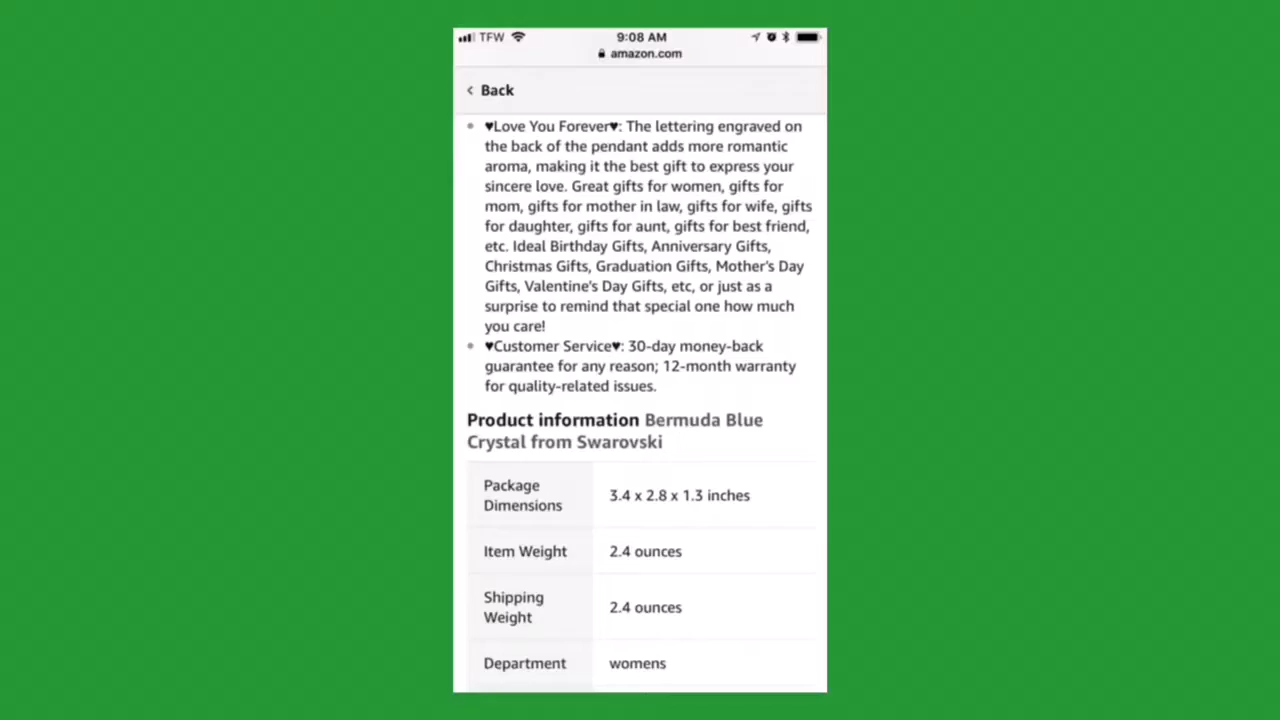 TFW 9:08 AM
amazon.com
Back
♥Love You Forever♥: The lettering engraved on
the back of the pendant adds more romantic
aroma, making it the best gift to express your
sincere love. Great gifts for women, gifts for
mom, gifts for mother in law, gifts for wife, gifts
for daughter, gifts for aunt, gifts for best friend,
etc. Ideal Birthday Gifts, Anniversary Gifts,
Christmas Gifts, Graduation Gifts, Mother's Day
Gifts, Valentine's Day Gifts, etc, or just as a
surprise to remind that special one how much
you care!
♥Customer Service♥: 30-day money-back
guarantee for any reason; 12-month warranty
for quality-related issues.
Product information Bermuda Blue
Crystal from Swarovski
Package
Dimensions
3.4 x 2.8 x 1.3 inches
Item Weight 2.4 ounces
Shipping
Weight
2.4 ounces
Department womens